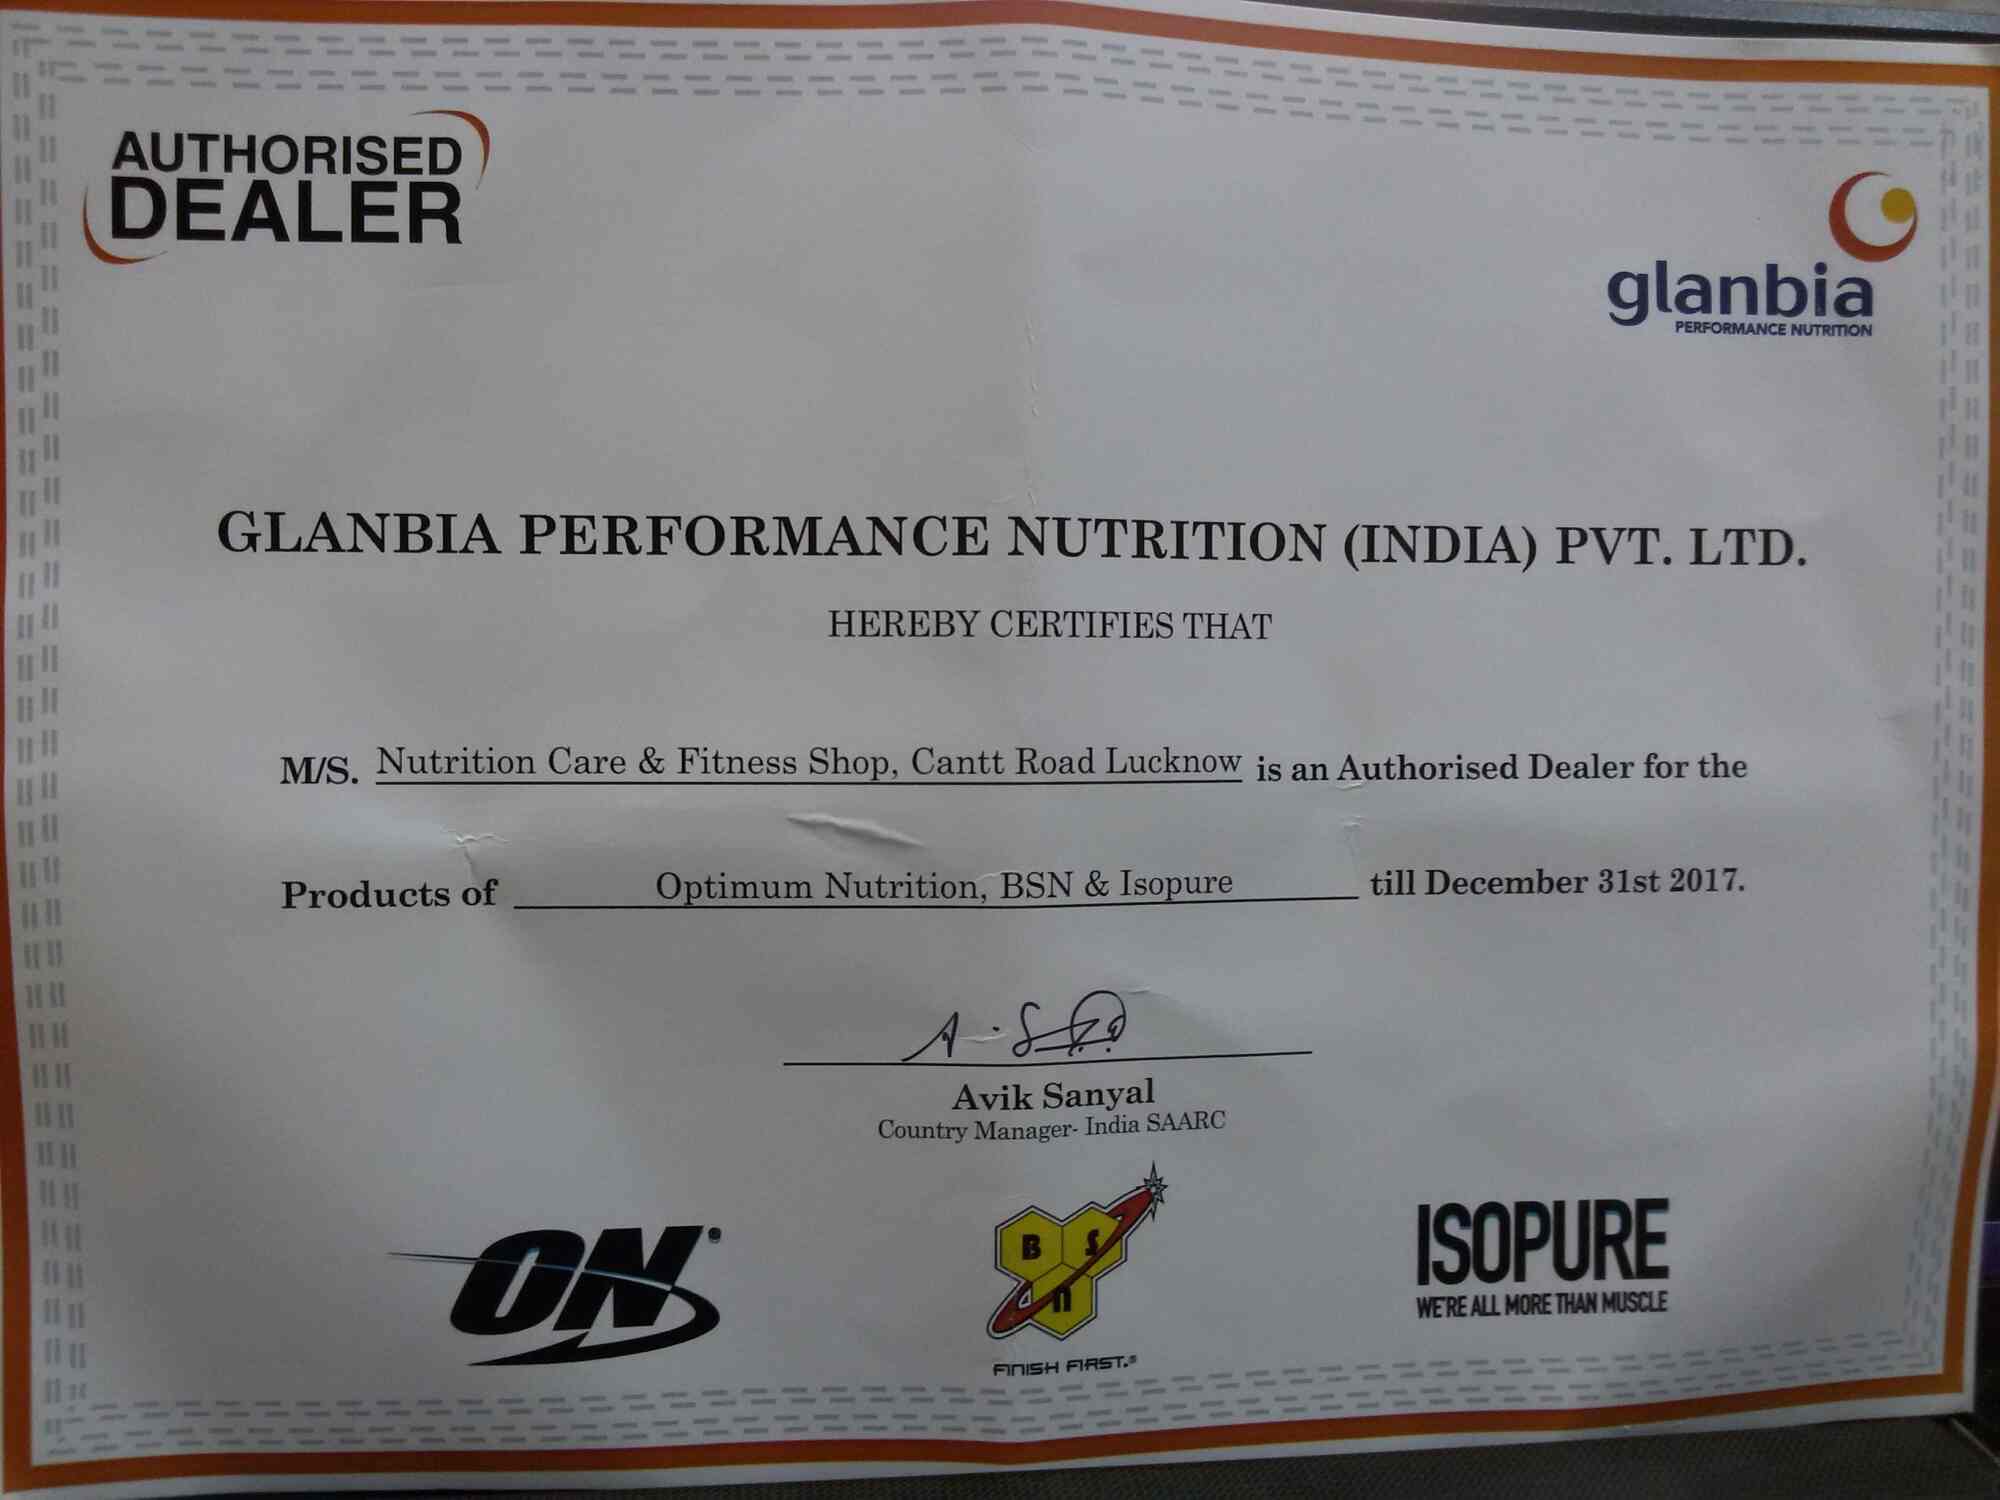 AUTHORISED
DEALER
glanbia
PERFORMANCE NUTRITION
GLANBIA PERFORMANCE NUTRITION (INDIA) PVT. LTD.
HEREBY CERTIFIES THAT
M/S. Nutrition Care & Fitness Shop, Cantt Road Lucknow is an Authorised Dealer for the
Products of Optimum Nutrition, BSN & Isopure till December 31st 2017.
Avik Sanyal
Country Manager- India SAARC
ON®
B S
n
FINISH FIRST.®
ISOPURE
WE'RE ALL MORE THAN MUSCLE